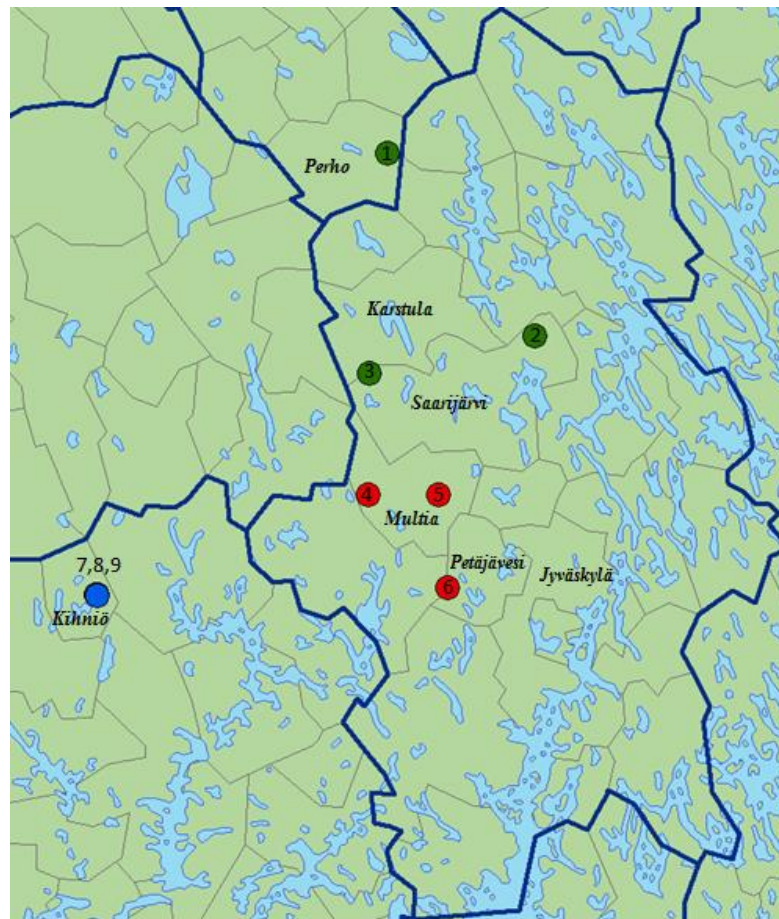 1
Perho
Karstula
2
3
Saarijärvi
4
5
Multia
Petäjävesi
Jyväskylä
6
7,8,9
Kihniö